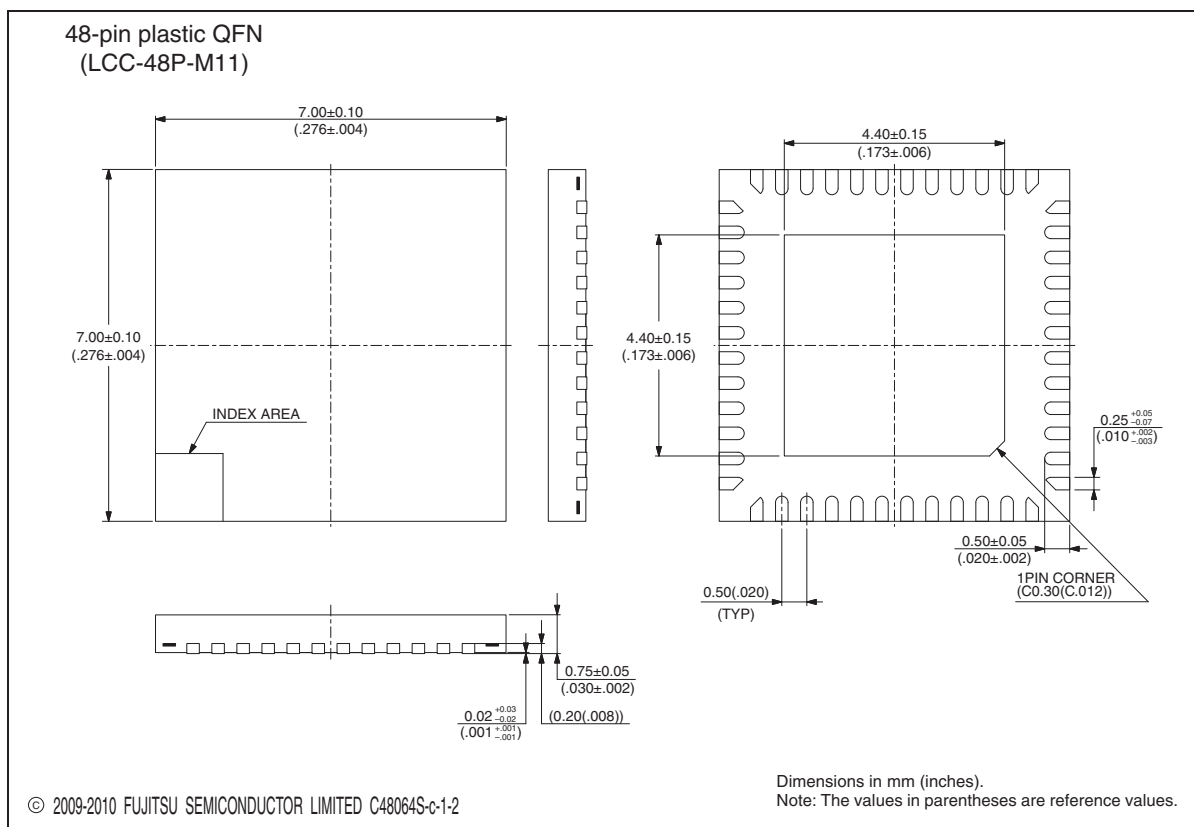 48-pin plastic QFN
(LCC-48P-M11)
7.00±0.10
(.276±.004)
4.40±0.15
(.173±.006)
7.00±0.10
(.276±.004)
4.40±0.15
(.173±.006)
INDEX AREA
0.25 +0.05 –0.07
(.010 +.002 –.003)
0.50±0.05
(.020±.002)
1PIN CORNER
(C0.30(C.012))
0.50(.020)
(TYP)
0.75±0.05
(.030±.002)
0.02 +0.03 –0.02
(.001 +.001 –.001)
(0.20(.008))
Dimensions in mm (inches).
Note: The values in parentheses are reference values.
© 2009-2010 FUJITSU SEMICONDUCTOR LIMITED C48064S-c-1-2